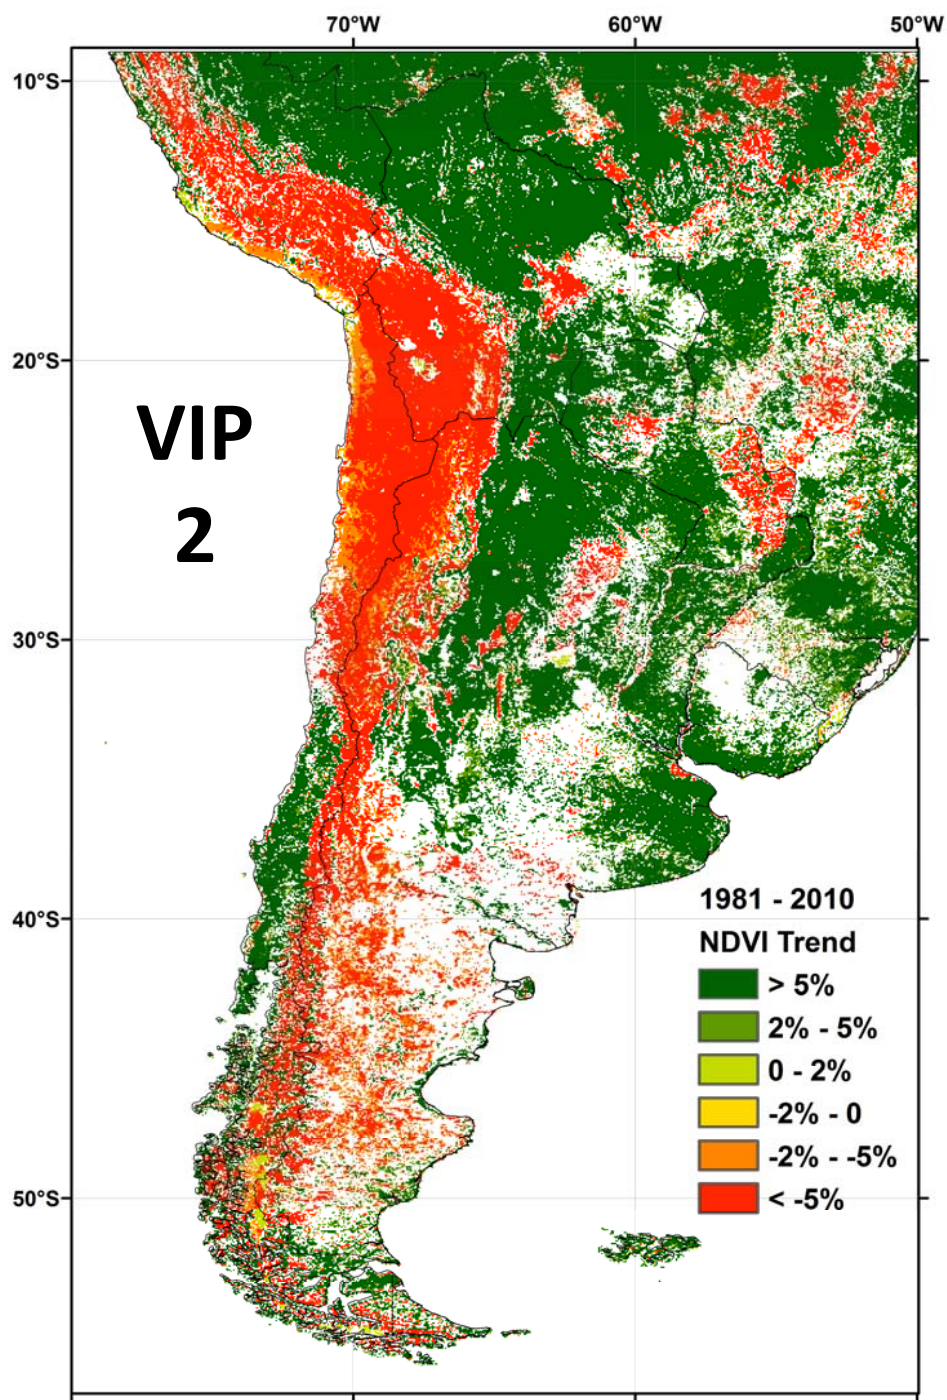 70°W 60°W 50°W
10°S
20°S
VIP
2
30°S
40°S
1981 - 2010
NDVI Trend
> 5%
2% - 5%
0 - 2%
-2% - 0
-2% - -5%
50°S
< -5%